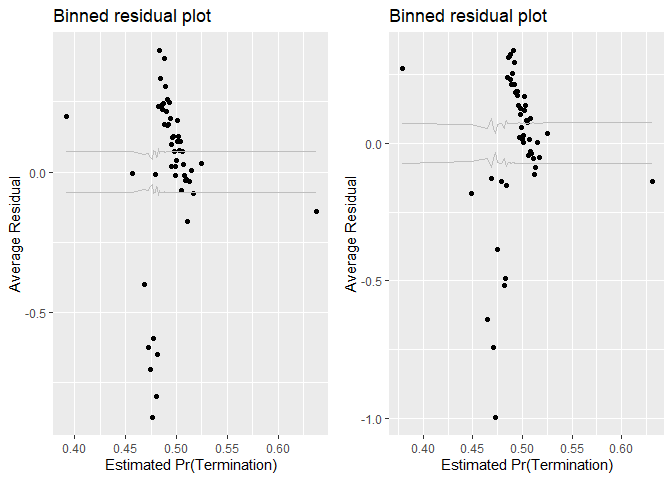 Binned residual plot
Average Residual
0.0
-0.5
0.40 0.45 0.50 0.55 0.60
Estimated Pr(Termination)
Binned residual plot
Average Residual
0.0
-0.5
-1.0
0.40 0.45 0.50 0.55 0.60
Estimated Pr(Termination)